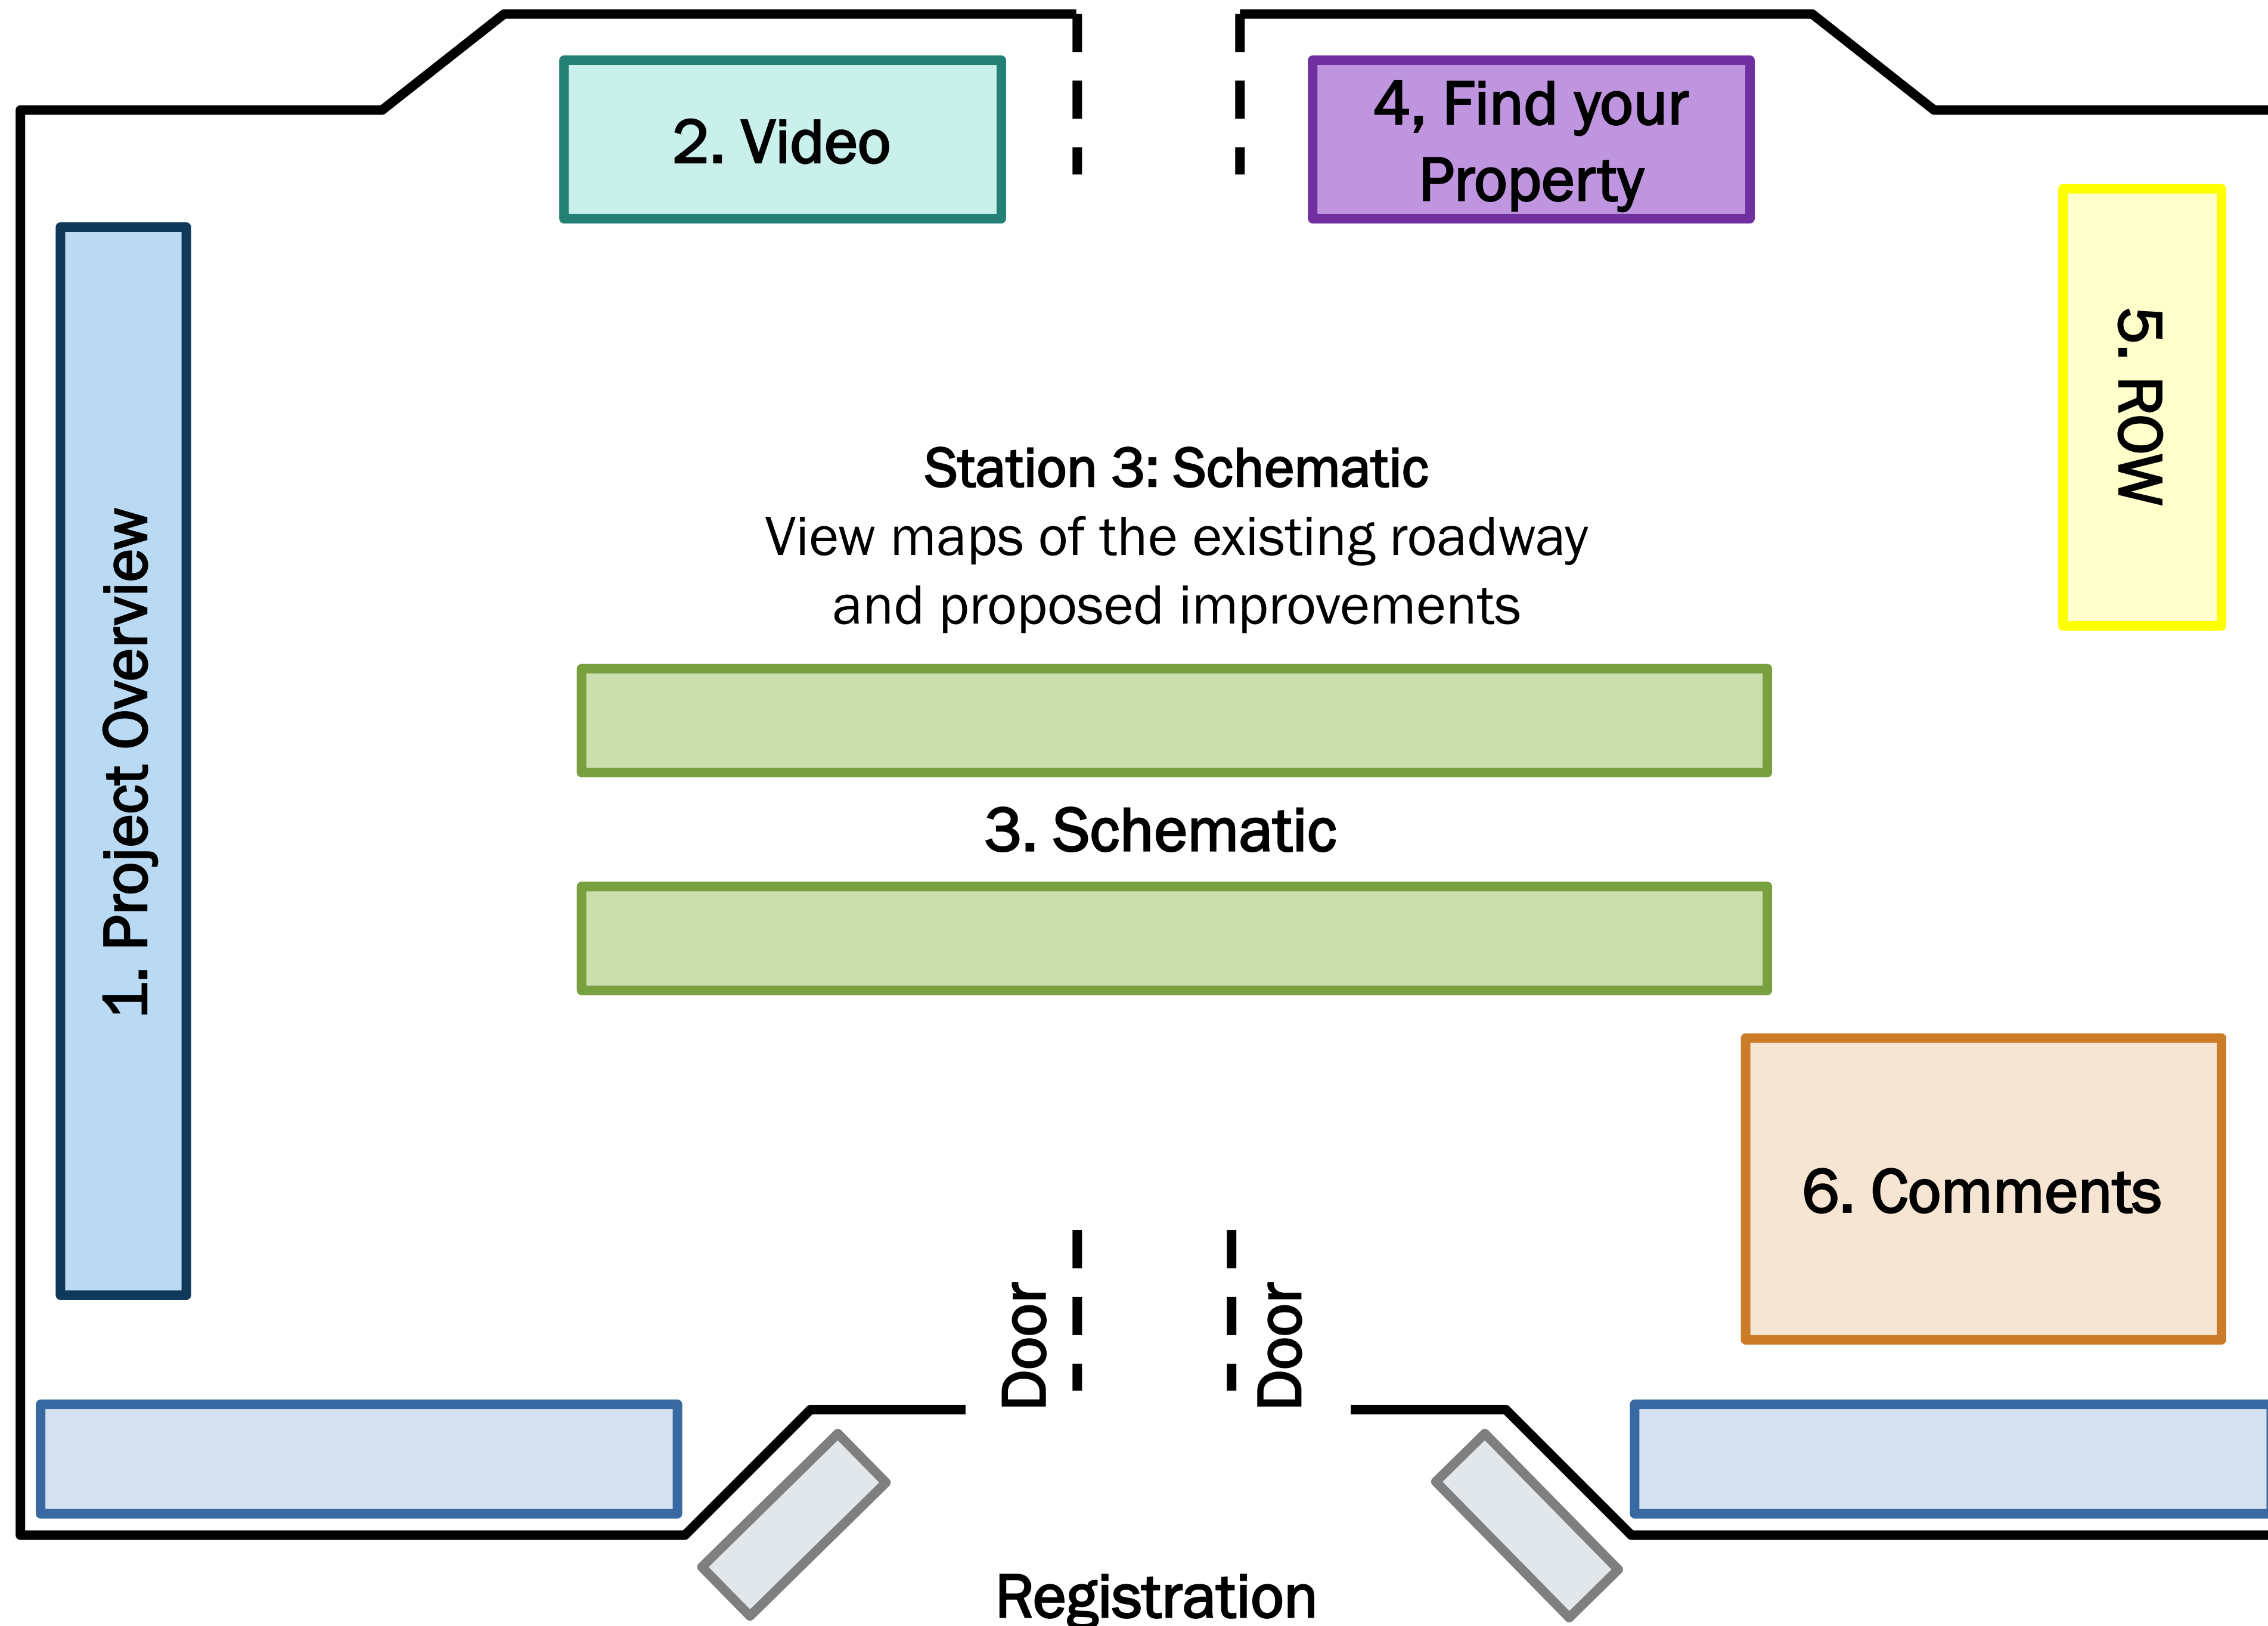 2. Video
4, Find your
Property
5. ROW
1. Project Overview
Station 3: Schematic
View maps of the existing roadway
and proposed improvements
3. Schematic
6. Comments
Door
Door
Registration